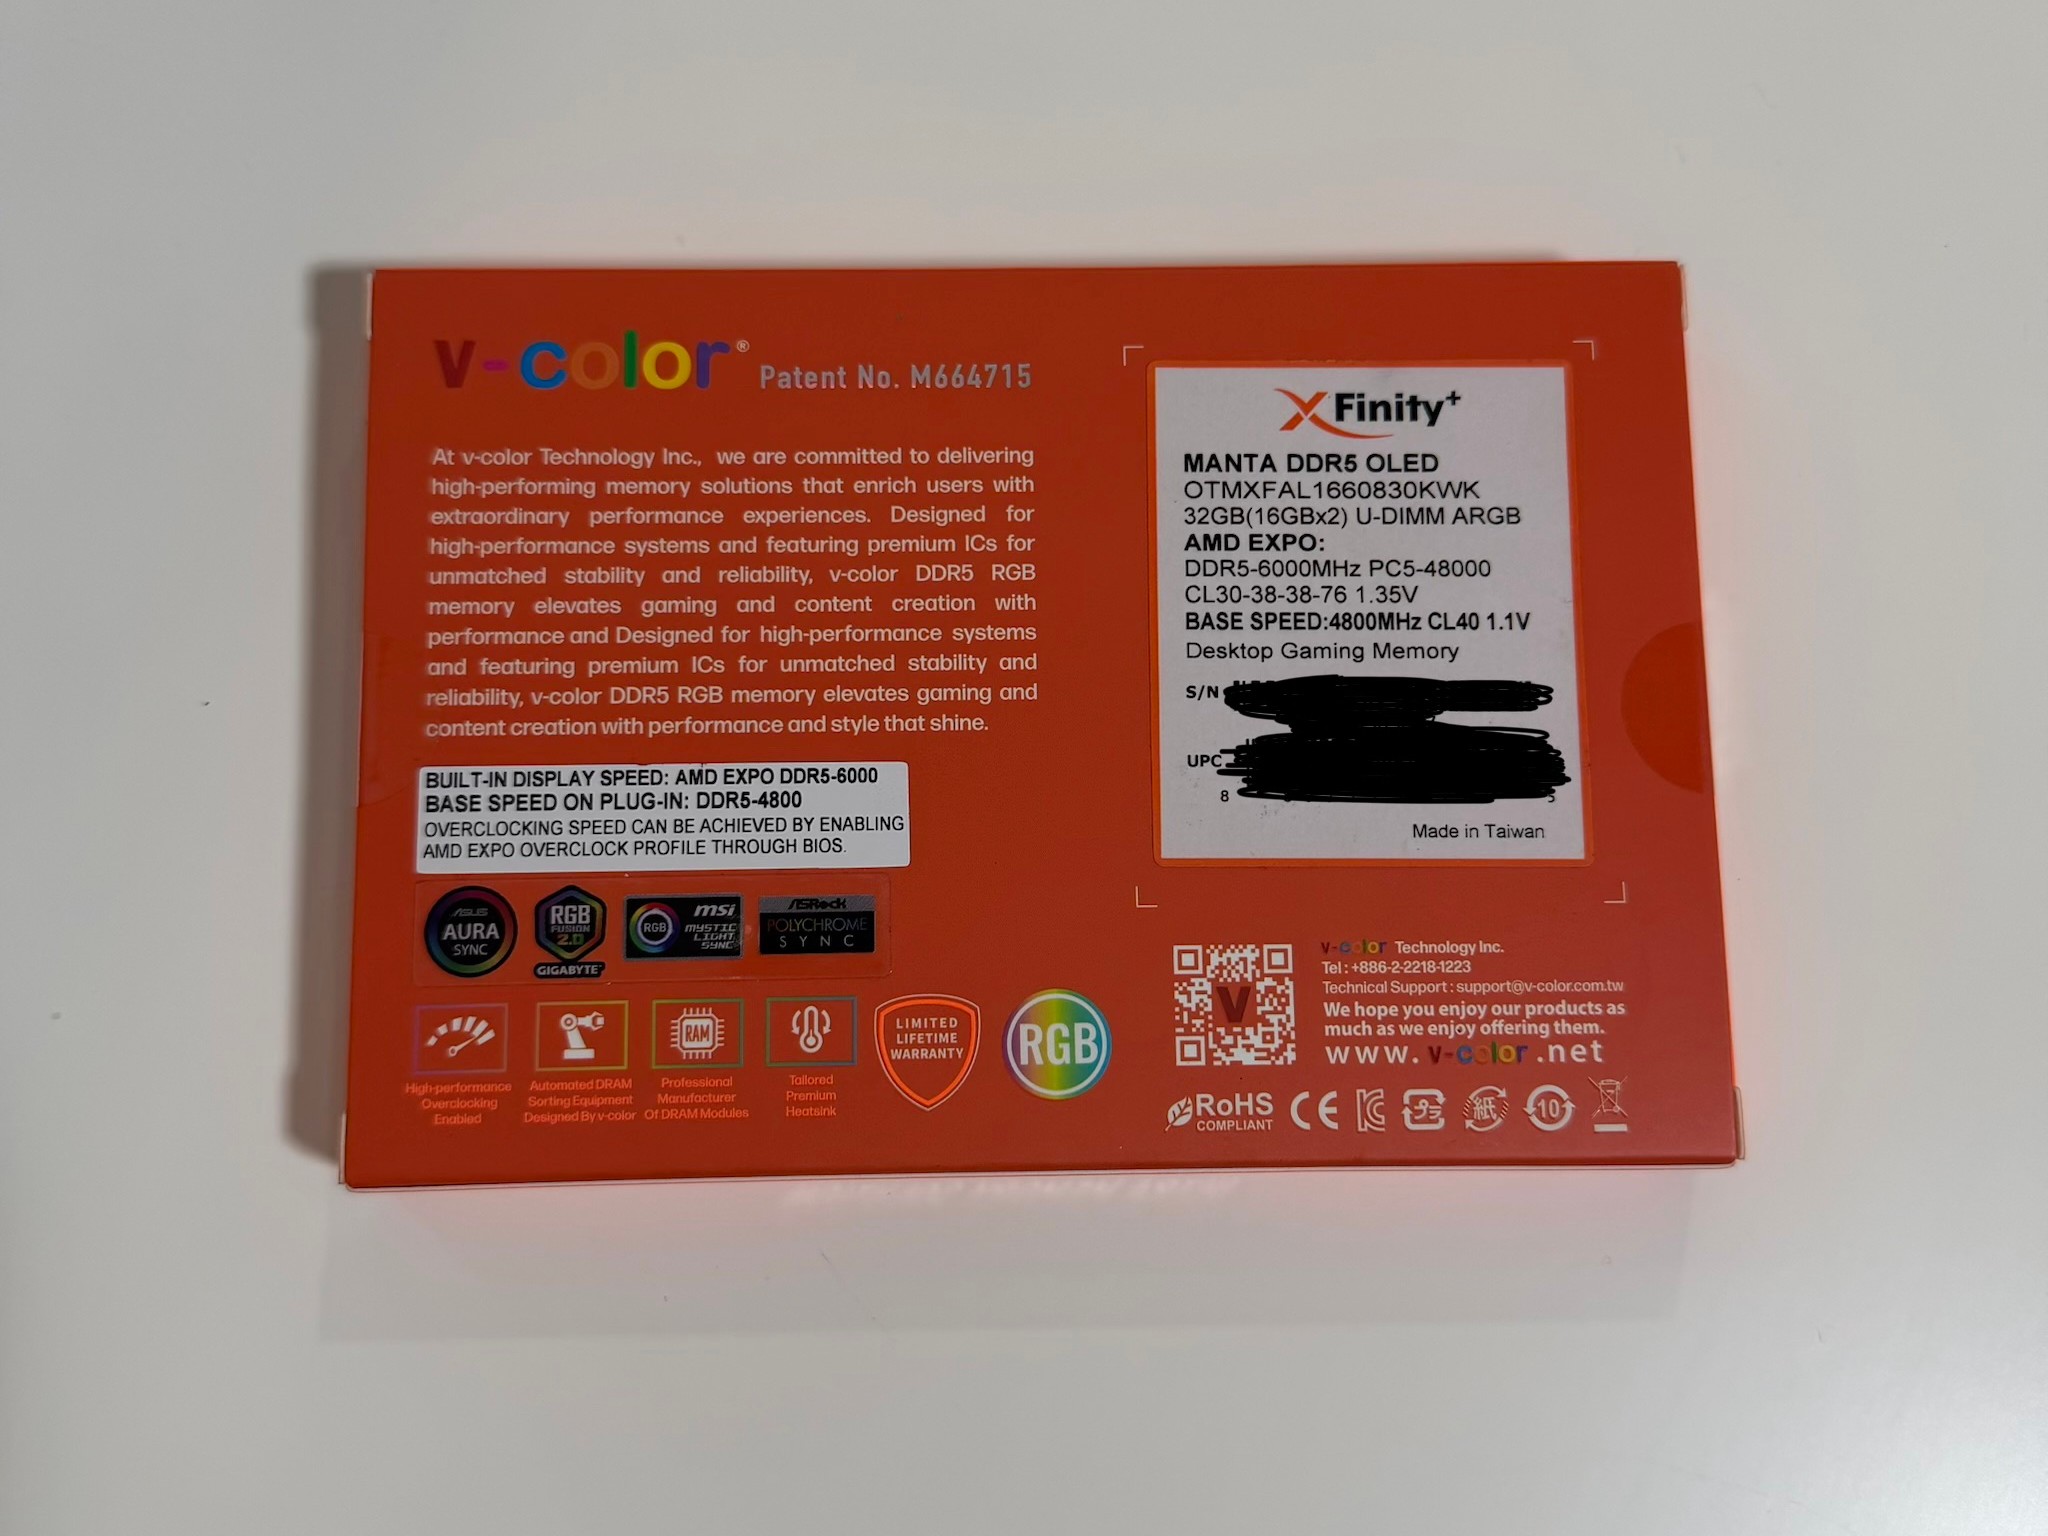 v-color® Patent No. M664715
At v-color Technology Inc., we are committed to delivering
high-performing memory solutions that enrich users with
extraordinary performance experiences. Designed for
high-performance systems and featuring premium ICs for
unmatched stability and reliability, v-color DDR5 RGB
memory elevates gaming and content creation with
performance and Designed for high-performance systems
and featuring premium ICs for unmatched stability and
reliability, v-color DDR5 RGB memory elevates gaming and
content creation with performance and style that shine.
BUILT-IN DISPLAY SPEED: AMD EXPO DDR5-6000
BASE SPEED ON PLUG-IN: DDR5-4800
OVERCLOCKING SPEED CAN BE ACHIEVED BY ENABLING
AMD EXPO OVERCLOCK PROFILE THROUGH BIOS.
ASUS
AURA
SYNC
RGB
FUSION
2.0
GIGABYTE™
RGB
msi
MYSTIC
LIGHT
SYNC
ASRock
POLYCHROME
SYNC
High-performance
Overclocking
Enabled
Automated DRAM
Sorting Equipment
Designed By v-color
RAM
Professional
Manufacturer
Of DRAM Modules
Tailored
Premium
Heatsink
LIMITED
LIFETIME
WARRANTY
RGB
XFinity+
MANTA DDR5 OLED
OTMXFAL1660830KWK
32GB(16GBx2) U-DIMM ARGB
AMD EXPO:
DDR5-6000MHz PC5-48000
CL30-38-38-76 1.35V
BASE SPEED:4800MHz CL40 1.1V
Desktop Gaming Memory
S/N
UPC
8 5
Made in Taiwan
V
v-color Technology Inc.
Tel : +886-2-2218-1223
Technical Support : support@v-color.com.tw
We hope you enjoy our products as
much as we enjoy offering them.
www. v-color .net
RoHS
COMPLIANT
CE
プラ
紙
10